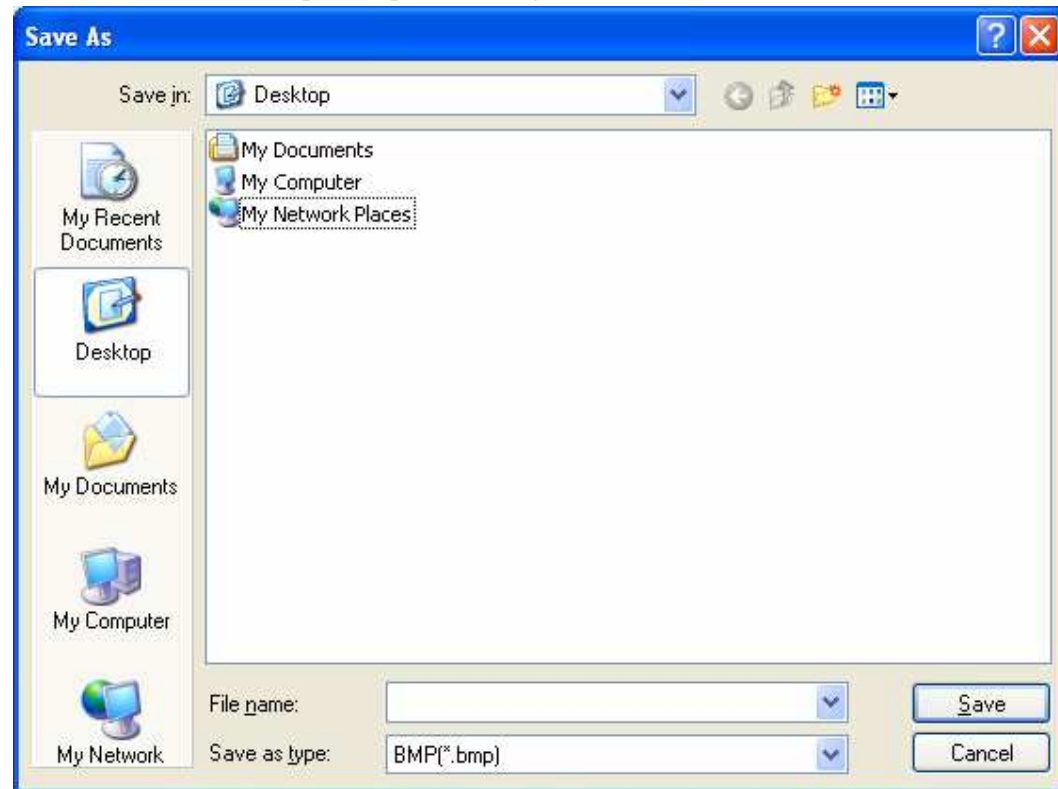 Save As
Save in:
Desktop
My Documents
My Computer
My Network Places
My Recent
Documents
Desktop
My Documents
My Computer
My Network
File name:
Save
Save as type:
BMP(*.bmp)
Cancel